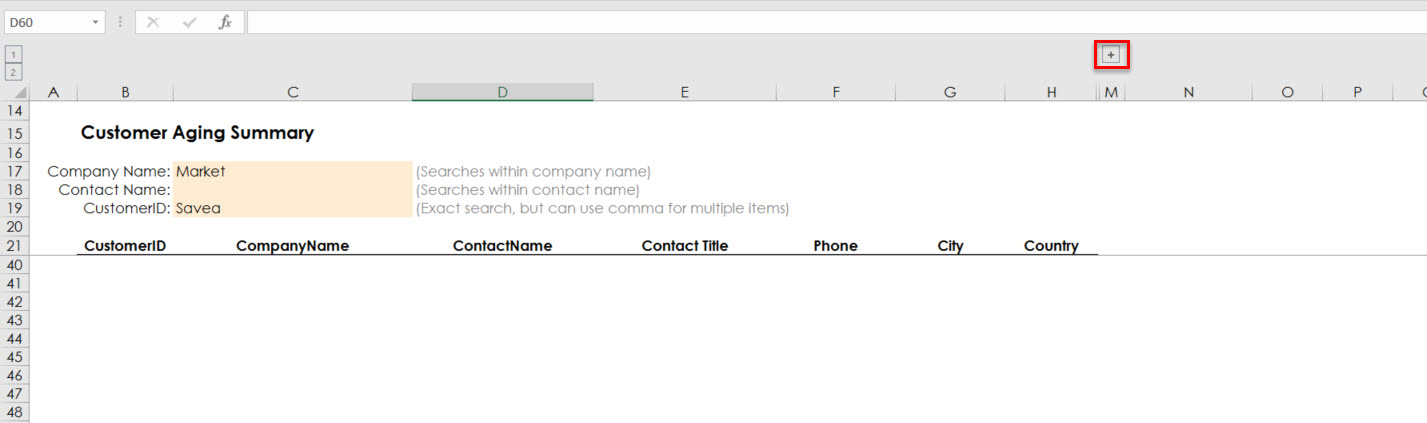 D60 fx
+
1
2
A B C D E F G H M N O P
14
15 Customer Aging Summary
16
17 Company Name: Market (Searches within company name)
18 Contact Name: (Searches within contact name)
19 CustomerID: Savea (Exact search, but can use comma for multiple items)
20
21 CustomerID CompanyName ContactName Contact Title Phone City Country
40
41
42
43
44
45
46
47
48